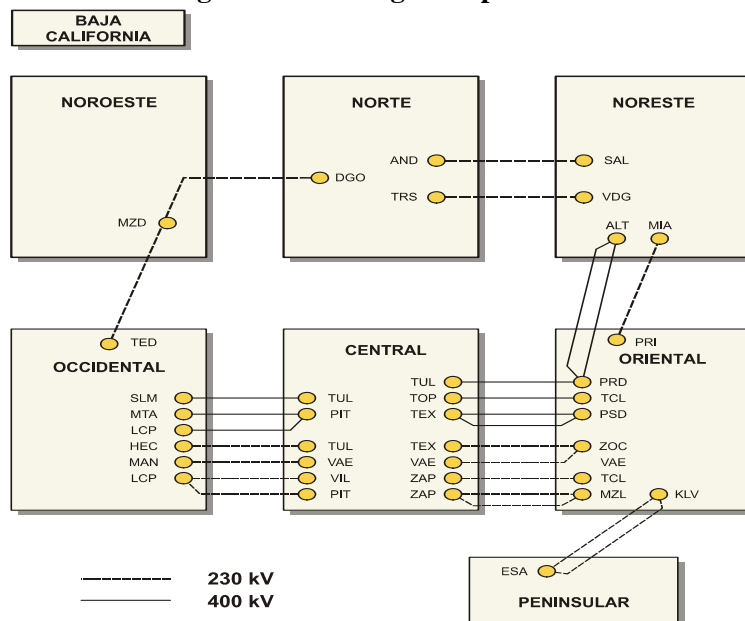 BAJA
CALIFORNIA
NOROESTE
NORTE
NORESTE
AND
SAL
DGO
TRS
VDG
MZD
ALT
MIA
TED
OCCIDENTAL
CENTRAL
PRI
ORIENTAL
TUL
PRD
SLM
TUL
TOP
TCL
MTA
PIT
TEX
PSD
LCP
HEC
TUL
TEX
ZOC
MAN
VAE
VAE
VAE
LCP
VIL
ZAP
TCL
PIT
ZAP
MZL
KLV
ESA
230 kV
400 kV
PENINSULAR